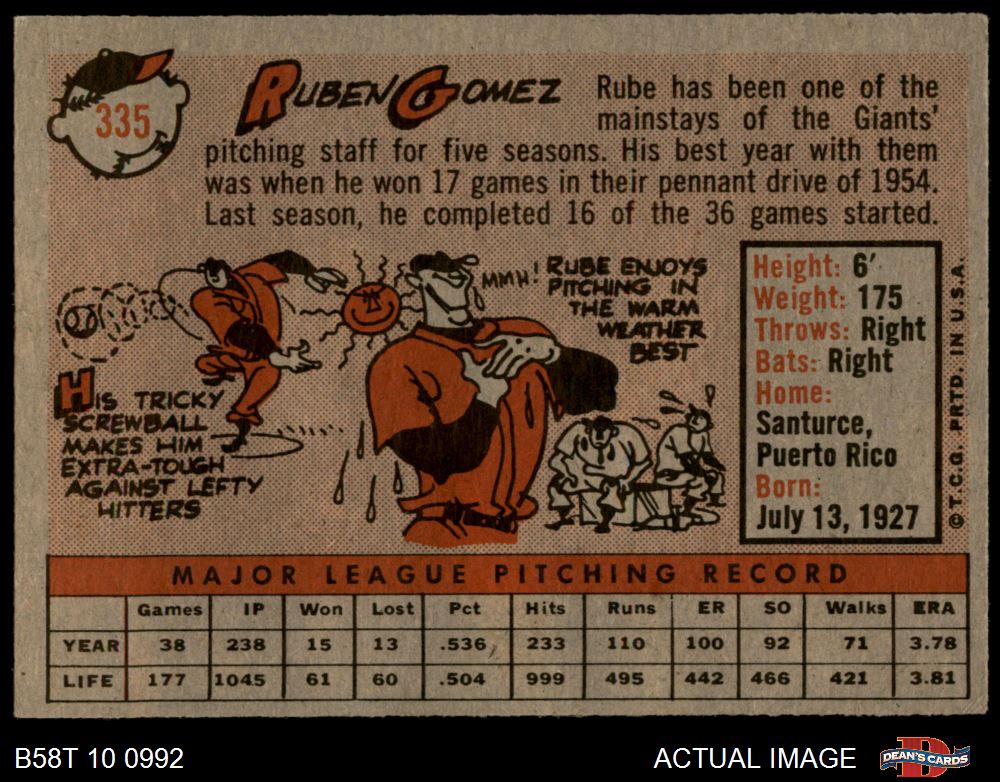 335
RUBEN GOMEZ
Rube has been one of the
mainstays of the Giants'
pitching staff for five seasons. His best year with them
was when he won 17 games in their pennant drive of 1954.
Last season, he completed 16 of the 36 games started.
HIS TRICKY
SCREWBALL
MAKES HIM
EXTRA-TOUGH
AGAINST LEFTY
HITTERS
MMH! RUBE ENJOYS
PITCHING IN
THE WARM
WEATHER
BEST
Height: 6'
Weight: 175
Throws: Right
Bats: Right
Home:
Santurce,
Puerto Rico
Born:
July 13, 1927
© T.C.G. PRTD. IN U.S.A.
MAJOR LEAGUE PITCHING RECORD
Games IP Won Lost Pct Hits Runs ER SO Walks ERA
YEAR 38 238 15 13 .536 233 110 100 92 71 3.78
LIFE 177 1045 61 60 .504 999 495 442 466 421 3.81
B58T 10 0992
ACTUAL IMAGE
DEAN'S CARDS